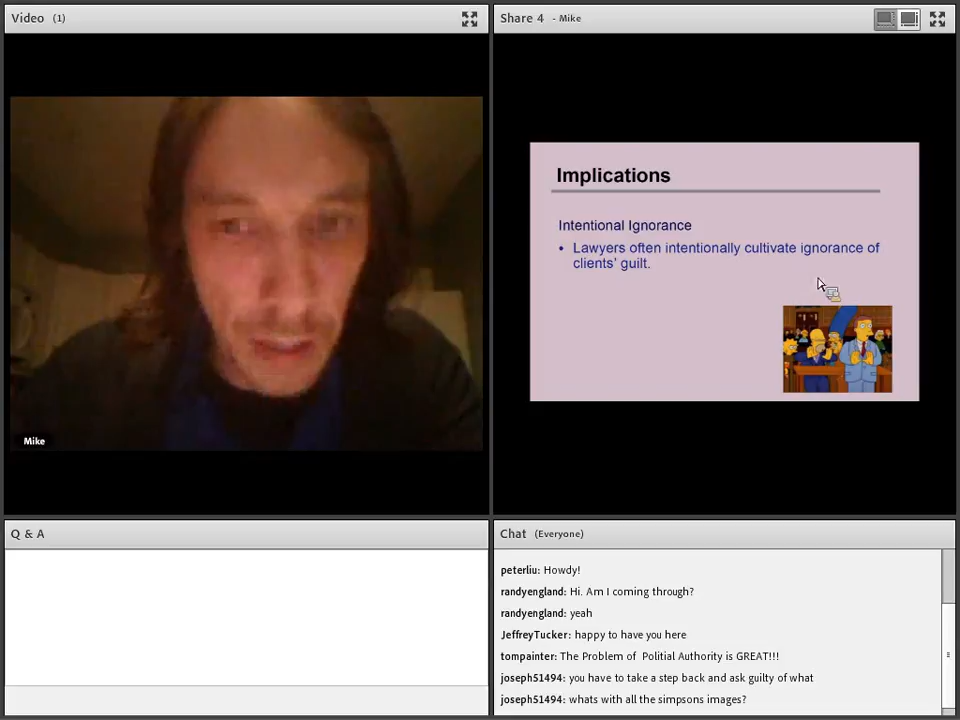 Video (1)
Mike
Share 4 - Mike
Implications
Intentional Ignorance
• Lawyers often intentionally cultivate ignorance of
clients' guilt.
Q & A
Chat (Everyone)
peterliu: Howdy!
randyengland: Hi. Am I coming through?
randyengland: yeah
JeffreyTucker: happy to have you here
tompainter: The Problem of Politial Authority is GREAT!!!
joseph51494: you have to take a step back and ask guilty of what
joseph51494: whats with all the simpsons images?